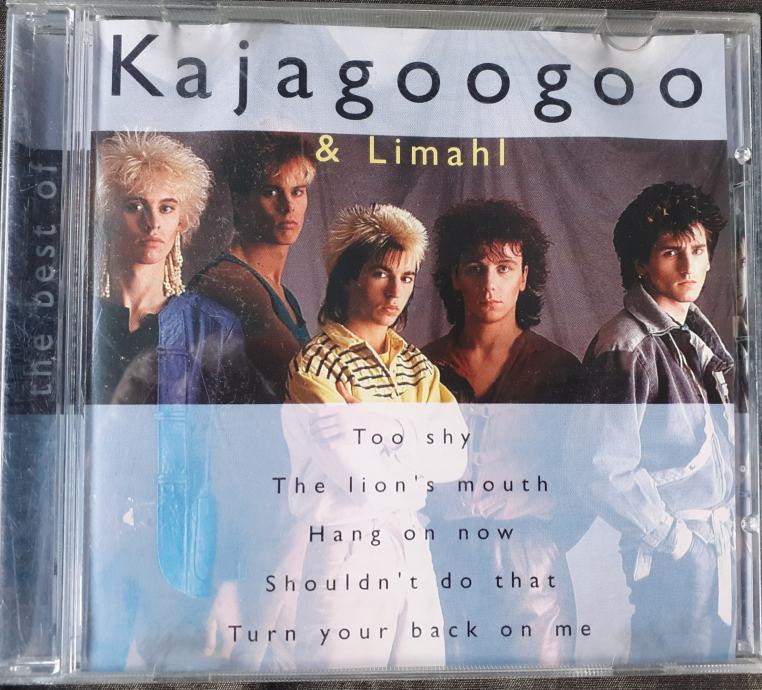 Kajagoogoo
& Limahl
the best of
Too shy
The lion's mouth
Hang on now
Shouldn't do that
Turn your back on me